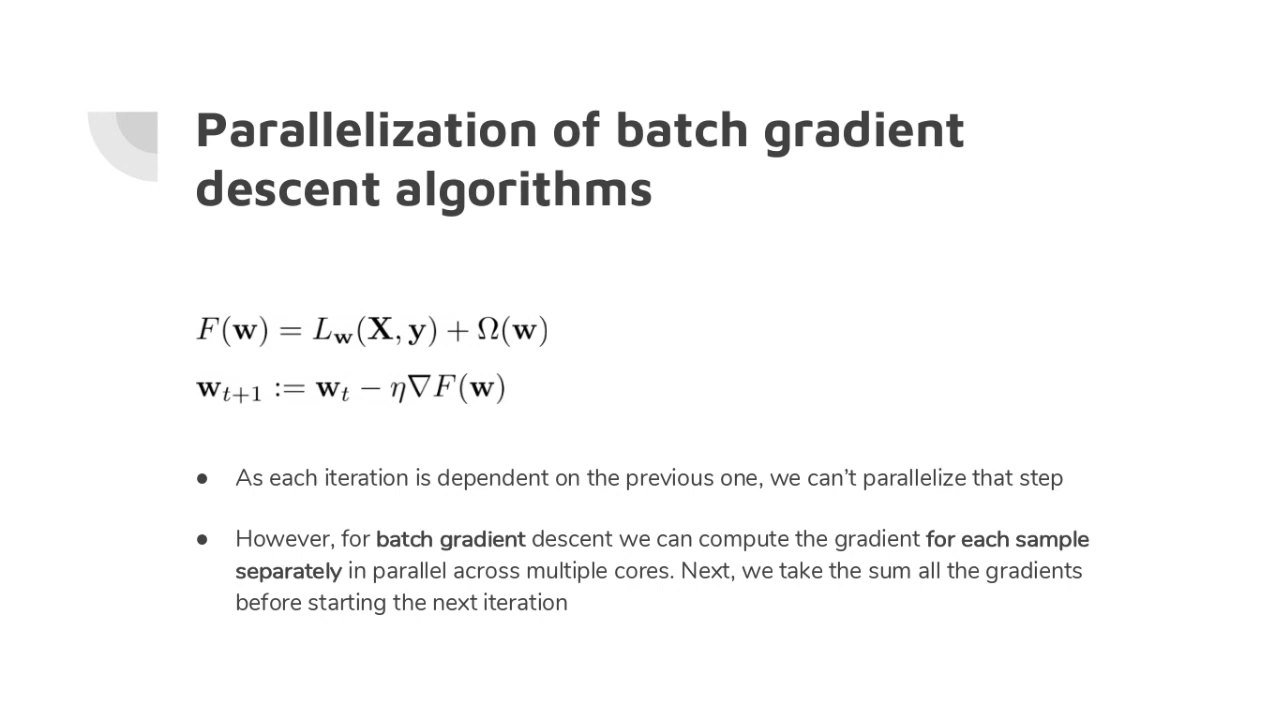 Parallelization of batch gradient
descent algorithms
F(𝐰) = L_𝐰(𝐗, 𝐲) + Ω(𝐰)
𝐰_{t+1} := 𝐰_t − η∇F(𝐰)
● As each iteration is dependent on the previous one, we can't parallelize that step
● However, for batch gradient descent we can compute the gradient for each sample
separately in parallel across multiple cores. Next, we take the sum all the gradients
before starting the next iteration